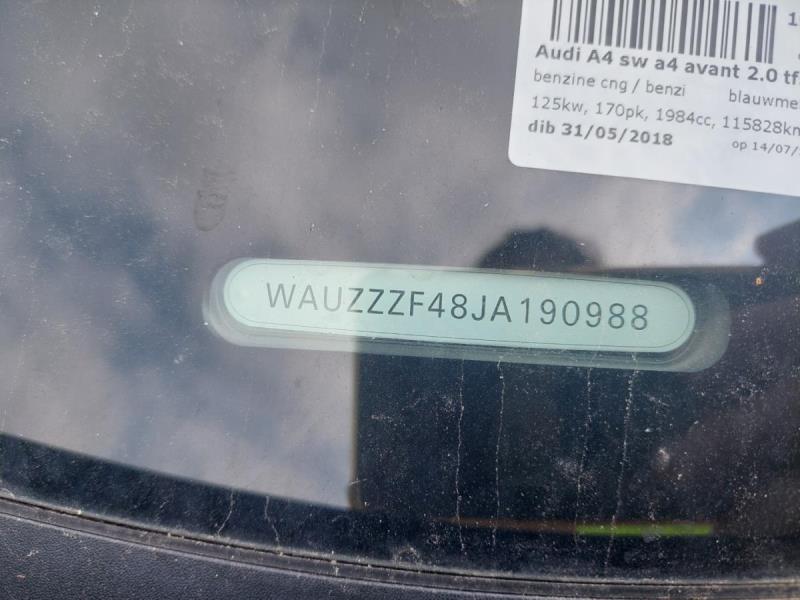 Audi A4 sw a4 avant 2.0 tf
benzine cng / benzi
blauwme
125kw, 170pk, 1984cc, 115828km
dib 31/05/2018
op 14/07/
WAUZZZF48JA190988